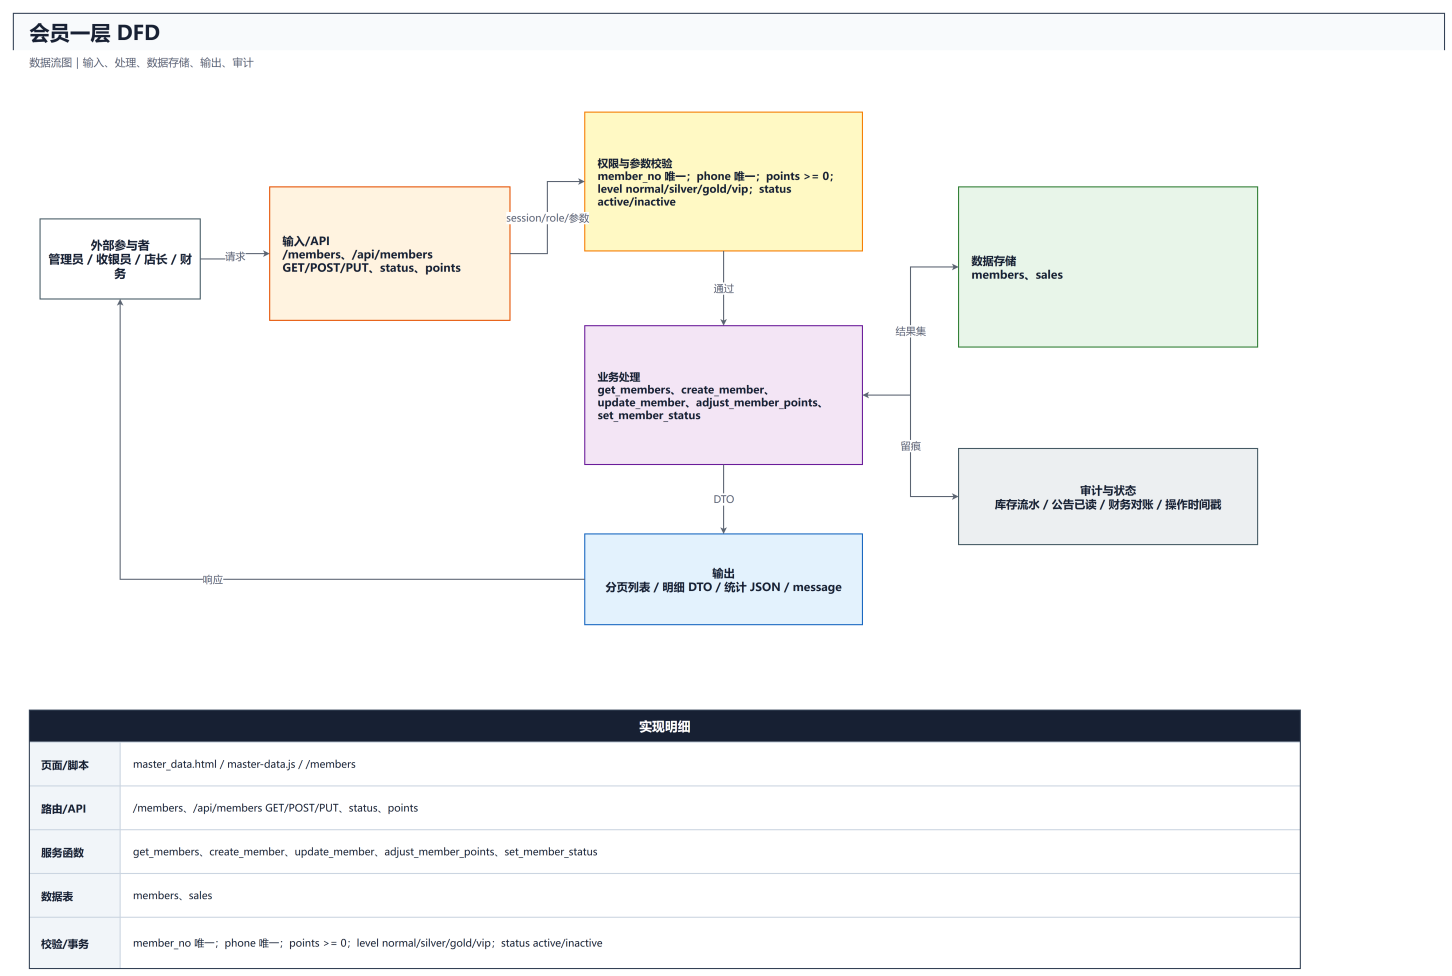 会员一层 DFD
数据流图 | 输入、处理、数据存储、输出、审计
外部参与者
管理员 / 收银员 / 店长 / 财
务
请求
输入/API
/members、/api/members
GET/POST/PUT、status、points
session/role/参数
权限与参数校验
member_no 唯一；phone 唯一；points >= 0；
level normal/silver/gold/vip；status
active/inactive
通过
业务处理
get_members、create_member、
update_member、adjust_member_points、
set_member_status
结果集
数据存储
members、sales
留痕
审计与状态
库存流水 / 公告已读 / 财务对账 / 操作时间戳
DTO
输出
分页列表 / 明细 DTO / 统计 JSON / message
响应
实现明细
页面/脚本 master_data.html / master-data.js / /members
路由/API /members、/api/members GET/POST/PUT、status、points
服务函数 get_members、create_member、update_member、adjust_member_points、set_member_status
数据表 members、sales
校验/事务 member_no 唯一；phone 唯一；points >= 0；level normal/silver/gold/vip；status active/inactive